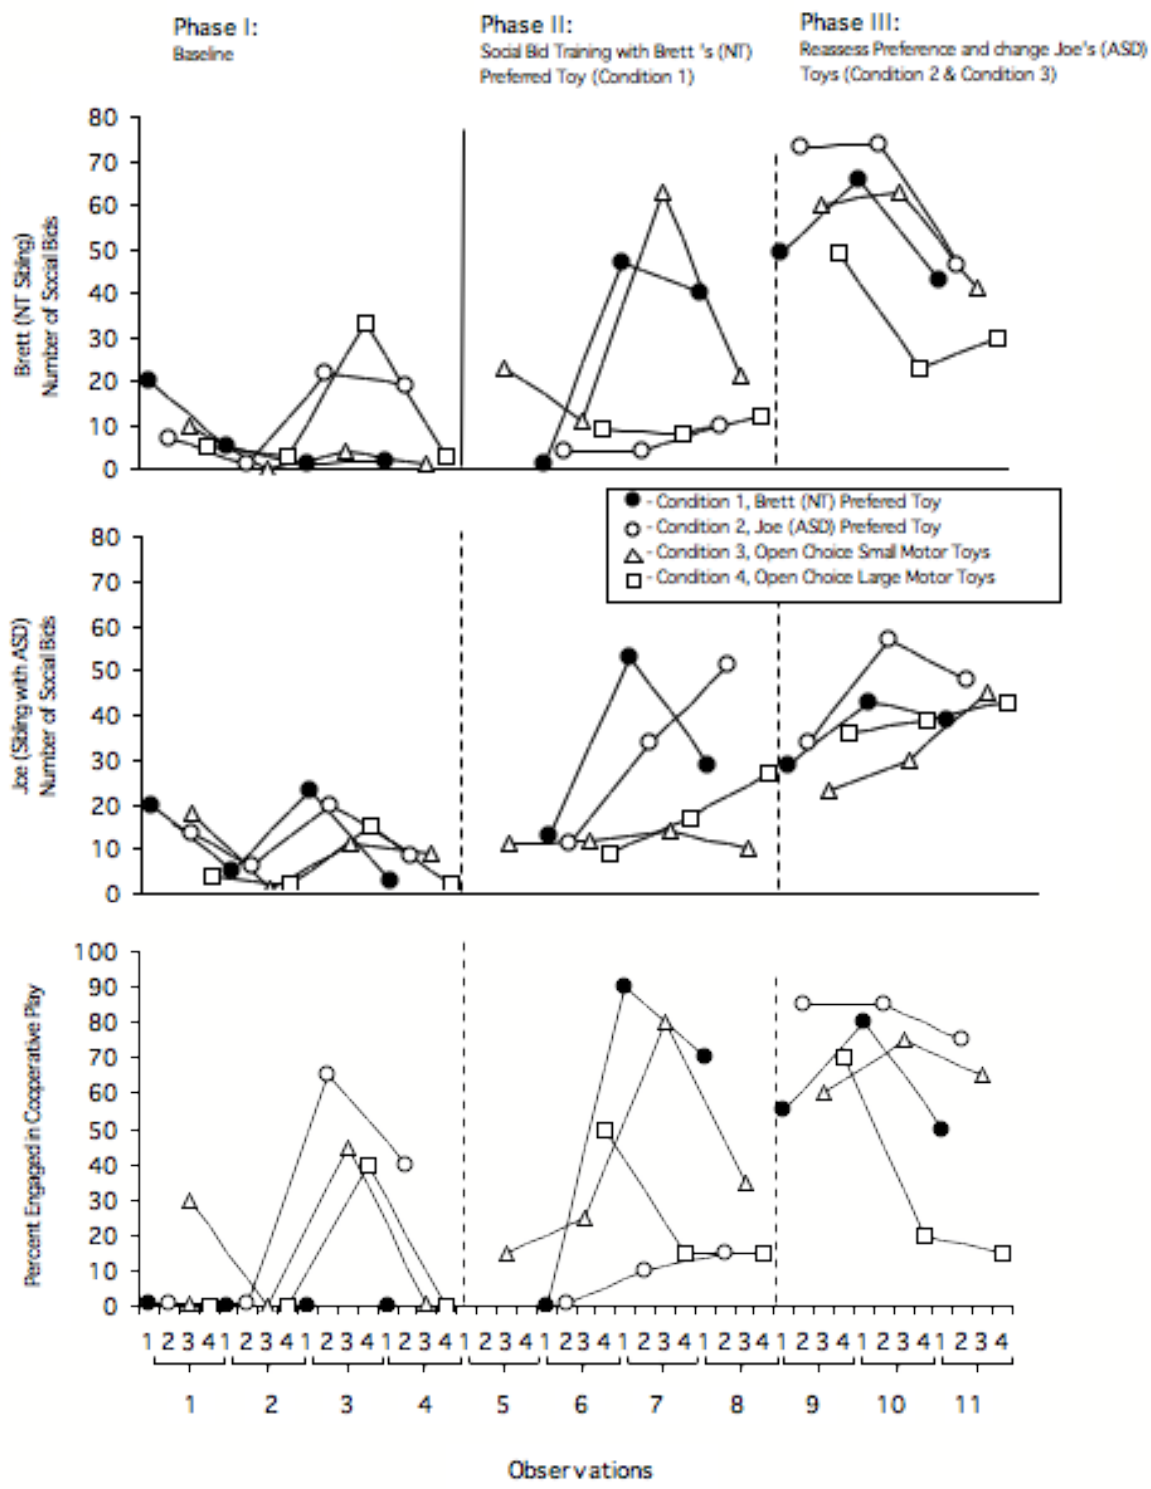 Phase I:
Baseline
Phase II:
Social Bid Training with Brett 's (NT)
Preferred Toy (Condition 1)
Phase III:
Reassess Preference and change Joe's (ASD)
Toys (Condition 2 & Condition 3)
Brett (NT Sibling)
Number of Social Bids
80
70
60
50
40
30
20
10
0
- Condition 1, Brett (NT) Prefered Toy
- Condition 2, Joe (ASD) Prefered Toy
- Condition 3, Open Choice Small Motor Toys
- Condition 4, Open Choice Large Motor Toys
Joe (Sibling with ASD)
Number of Social Bids
80
70
60
50
40
30
20
10
0
Percent Engaged in Cooperative Play
100
90
80
70
60
50
40
30
20
10
0
1 2 3 4 1 2 3 4 1 2 3 4 1 2 3 4 1 2 3 4 1 2 3 4 1 2 3 4 1 2 3 4 2 3 4 1 2 3 4 1 2 3 4
1 2 3 4 5 6 7 8 9 10 11
Observations